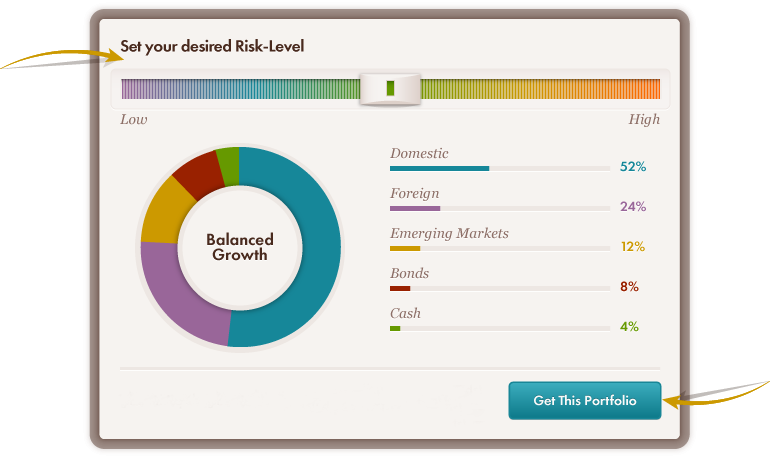 Set your desired Risk-Level
Low
High
Domestic
52%
Foreign
24%
Emerging Markets
12%
Bonds
8%
Cash
4%
Balanced
Growth
Get This Portfolio